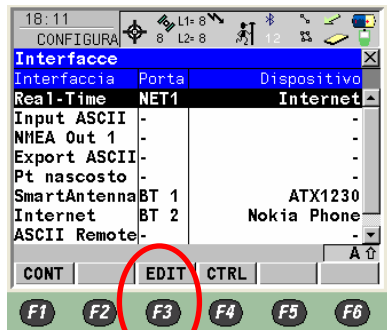 18:11
CONFIGURA 8 L1= 8
L2= 8 12
Interfacce
Interfaccia Porta Dispositivo
Real-Time NET1 Internet
Input ASCII - -
NMEA Out 1 - -
Export ASCII - -
Pt nascosto - -
SmartAntenna BT 1 ATX1230
Internet BT 2 Nokia Phone
ASCII Remote - -
A
CONT EDIT CTRL
F1 F2 F3 F4 F5 F6